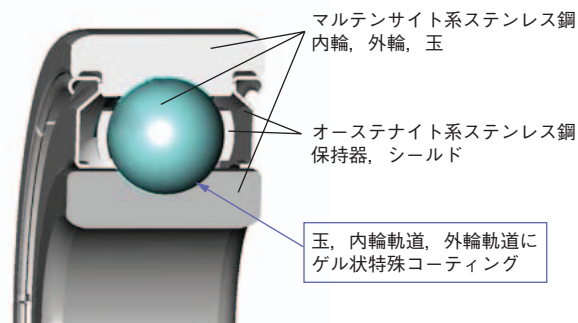 マルテンサイト系ステンレス鋼
内輪，外輪，玉
オーステナイト系ステンレス鋼
保持器，シールド
玉，内輪軌道，外輪軌道に
ゲル状特殊コーティング